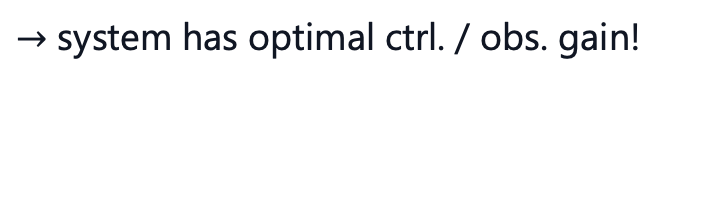 → system has optimal ctrl. / obs. gain!